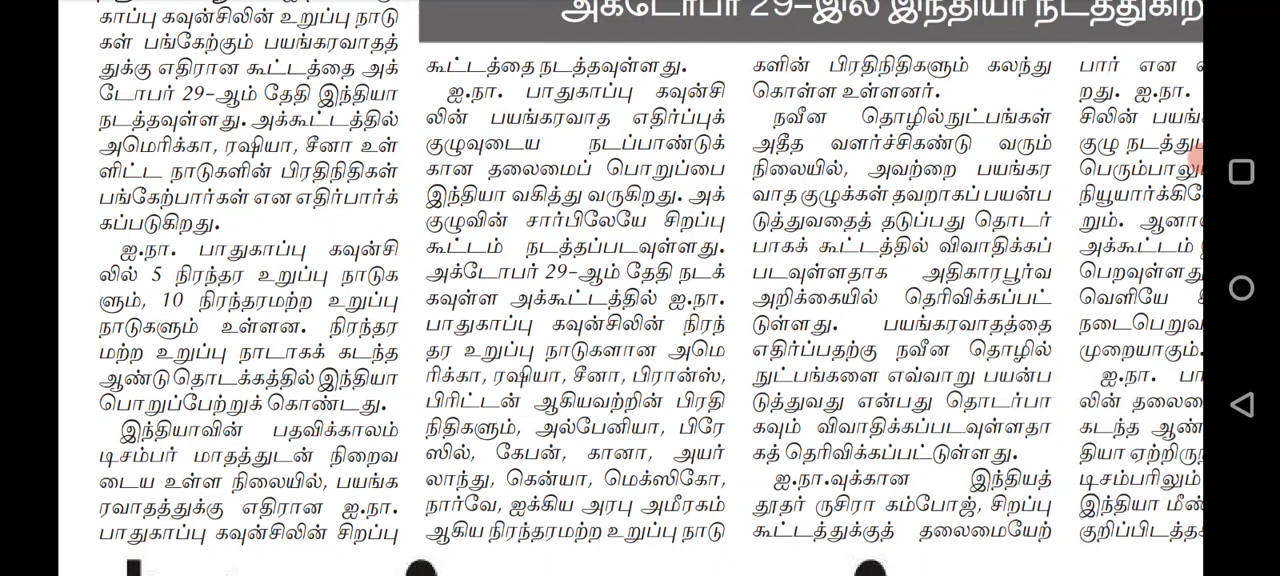 அக்டோபர் 29-இல் இந்தியா நடத்துகிற
காப்பு கவுன்சிலின் உறுப்பு நாடு
கள் பங்கேற்கும் பயங்கரவாதத்
துக்கு எதிரான கூட்டத்தை அக்
டோபர் 29-ஆம் தேதி இந்தியா
நடத்தவுள்ளது. அக்கூட்டத்தில்
அமெரிக்கா, ரஷியா, சீனா உள்
ளிட்ட நாடுகளின் பிரதிநிதிகள்
பங்கேற்பார்கள் என எதிர்பார்க்
கப்படுகிறது.
ஐ.நா. பாதுகாப்பு கவுன்சி
லில் 5 நிரந்தர உறுப்பு நாடுக
ளும், 10 நிரந்தரமற்ற உறுப்பு
நாடுகளும் உள்ளன. நிரந்தர
மற்ற உறுப்பு நாடாகக் கடந்த
ஆண்டு தொடக்கத்தில் இந்தியா
பொறுப்பேற்றுக் கொண்டது.
இந்தியாவின் பதவிக்காலம்
டிசம்பர் மாதத்துடன் நிறைவ
டைய உள்ள நிலையில், பயங்க
ரவாதத்துக்கு எதிரான ஐ.நா.
பாதுகாப்பு கவுன்சிலின் சிறப்பு
கூட்டத்தை நடத்தவுள்ளது.
ஐ.நா. பாதுகாப்பு கவுன்சி
லின் பயங்கரவாத எதிர்ப்புக்
குழுவுடைய நடப்பாண்டுக்
கான தலைமைப் பொறுப்பை
இந்தியா வகித்து வருகிறது. அக்
குழுவின் சார்பிலேயே சிறப்பு
கூட்டம் நடத்தப்படவுள்ளது.
அக்டோபர் 29-ஆம் தேதி நடக்
கவுள்ள அக்கூட்டத்தில் ஐ.நா.
பாதுகாப்பு கவுன்சிலின் நிரந்
தர உறுப்பு நாடுகளான அமெ
ரிக்கா, ரஷியா, சீனா, பிரான்ஸ்,
பிரிட்டன் ஆகியவற்றின் பிரதி
நிதிகளும், அல்பேனியா, பிரே
ஸில், கேபன், கானா, அயர்
லாந்து, கென்யா, மெக்ஸிகோ,
நார்வே, ஐக்கிய அரபு அமீரகம்
ஆகிய நிரந்தரமற்ற உறுப்பு நாடு
களின் பிரதிநிதிகளும் கலந்து
கொள்ள உள்ளனர்.
நவீன தொழில்நுட்பங்கள்
அதீத வளர்ச்சிகண்டு வரும்
நிலையில், அவற்றை பயங்கர
வாத குழுக்கள் தவறாகப் பயன்ப
டுத்துவதைத் தடுப்பது தொடர்
பாகக் கூட்டத்தில் விவாதிக்கப்
படவுள்ளதாக அதிகாரபூர்வ
அறிக்கையில் தெரிவிக்கப்பட்
டுள்ளது. பயங்கரவாதத்தை
எதிர்ப்பதற்கு நவீன தொழில்
நுட்பங்களை எவ்வாறு பயன்ப
டுத்துவது என்பது தொடர்பா
கவும் விவாதிக்கப்படவுள்ளதா
கத் தெரிவிக்கப்பட்டுள்ளது.
ஐ.நா.வுக்கான இந்தியத்
தூதர் ருசிரா கம்போஜ், சிறப்பு
கூட்டத்துக்குத் தலைமையேற்
பார் என
றது. ஐ.நா.
சிலின் பயங்
குழு நடத்து
பெரும்பாலு
நியூயார்க்கி
றும். ஆனா
அக்கூட்டம்
பெறவுள்ளது
வெளியே
நடைபெறுவ
முறையாகும்.
ஐ.நா. பா
லின் தலைமை
கடந்த ஆண்
தியா ஏற்றிரு
டிசம்பரிலும்
இந்தியா மீண்
குறிப்பிடத்தக்